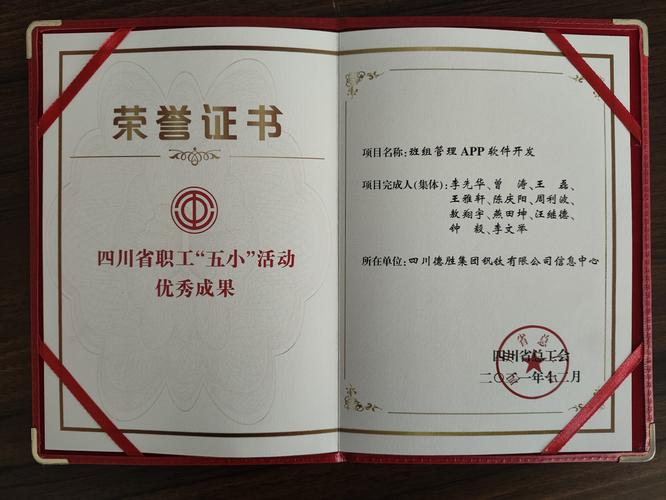 荣誉证书
四川省职工“五小”活动
优秀成果
项目名称：班组管理 APP 软件开发
项目完成人(集体)：李先华、曾　涛、王　磊、
王雅轩、陈庆阳、周利波、
敖翔宇、燕田坤、汪继德、
钟　毅、李文举
所在单位：四川德胜集团钒钛有限公司信息中心
四川省总工会
二〇二一年十二月